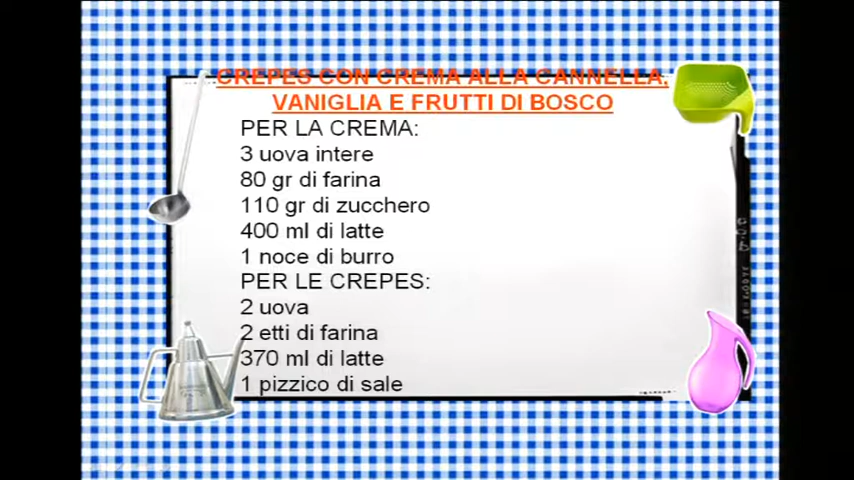 CREPES CON CREMA ALLA CANNELLA,
VANIGLIA E FRUTTI DI BOSCO
PER LA CREMA:
3 uova intere
80 gr di farina
110 gr di zucchero
400 ml di latte
1 noce di burro
PER LE CREPES:
2 uova
2 etti di farina
370 ml di latte
1 pizzico di sale